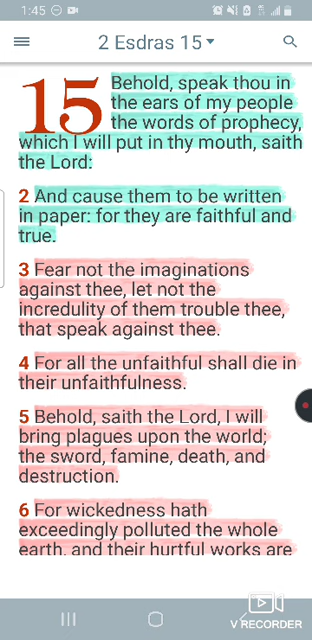 1:45
2 Esdras 15
15 Behold, speak thou in
the ears of my people
the words of prophecy,
which I will put in thy mouth, saith
the Lord:
2 And cause them to be written
in paper: for they are faithful and
true.
3 Fear not the imaginations
against thee, let not the
incredulity of them trouble thee,
that speak against thee.
4 For all the unfaithful shall die in
their unfaithfulness.
5 Behold, saith the Lord, I will
bring plagues upon the world;
the sword, famine, death, and
destruction.
6 For wickedness hath
exceedingly polluted the whole
earth, and their hurtful works are
V RECORDER